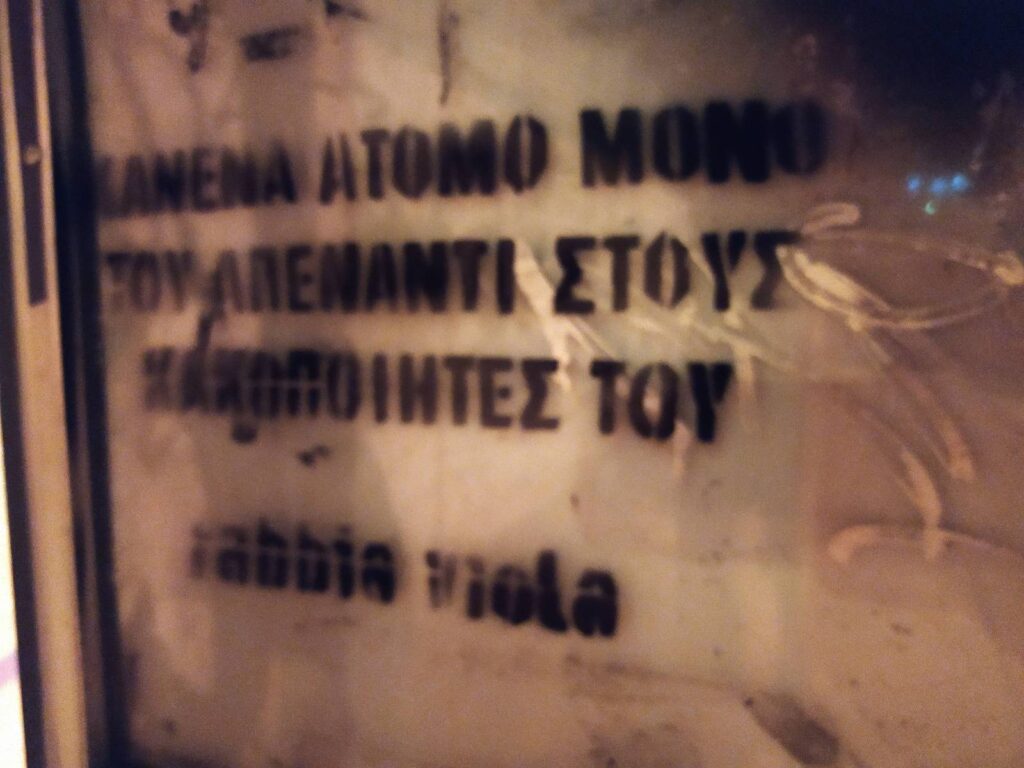 ΚΑΝΕΝΑ ΑΤΟΜΟ ΜΟΝΟ
ΤΟΥ ΑΠΕΝΑΝΤΙ ΣΤΟΥΣ
ΚΑΚΟΠΟΙΗΤΕΣ ΤΟΥ
rabbia viola